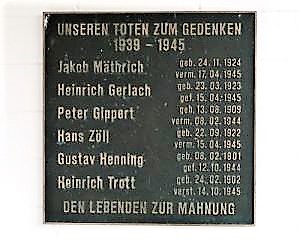 UNSEREN TOTEN ZUM GEDENKEN
1939 - 1945
Jakob Mäthrich geb. 24. 11. 1924
verm. 17. 04. 1945
Heinrich Gerlach geb. 23. 03. 1923
gef. 15. 04. 1945
Peter Gippert geb. 13. 08. 1909
verm. 08. 02. 1944
Hans Zöll geb. 22. 09. 1922
verm. 15. 04. 1945
Gustav Henning geb. 08. 02. 1901
gef. 12. 10. 1944
Heinrich Trott geb. 24. 02. 1902
verst. 14. 10. 1945
DEN LEBENDEN ZUR MAHNUNG